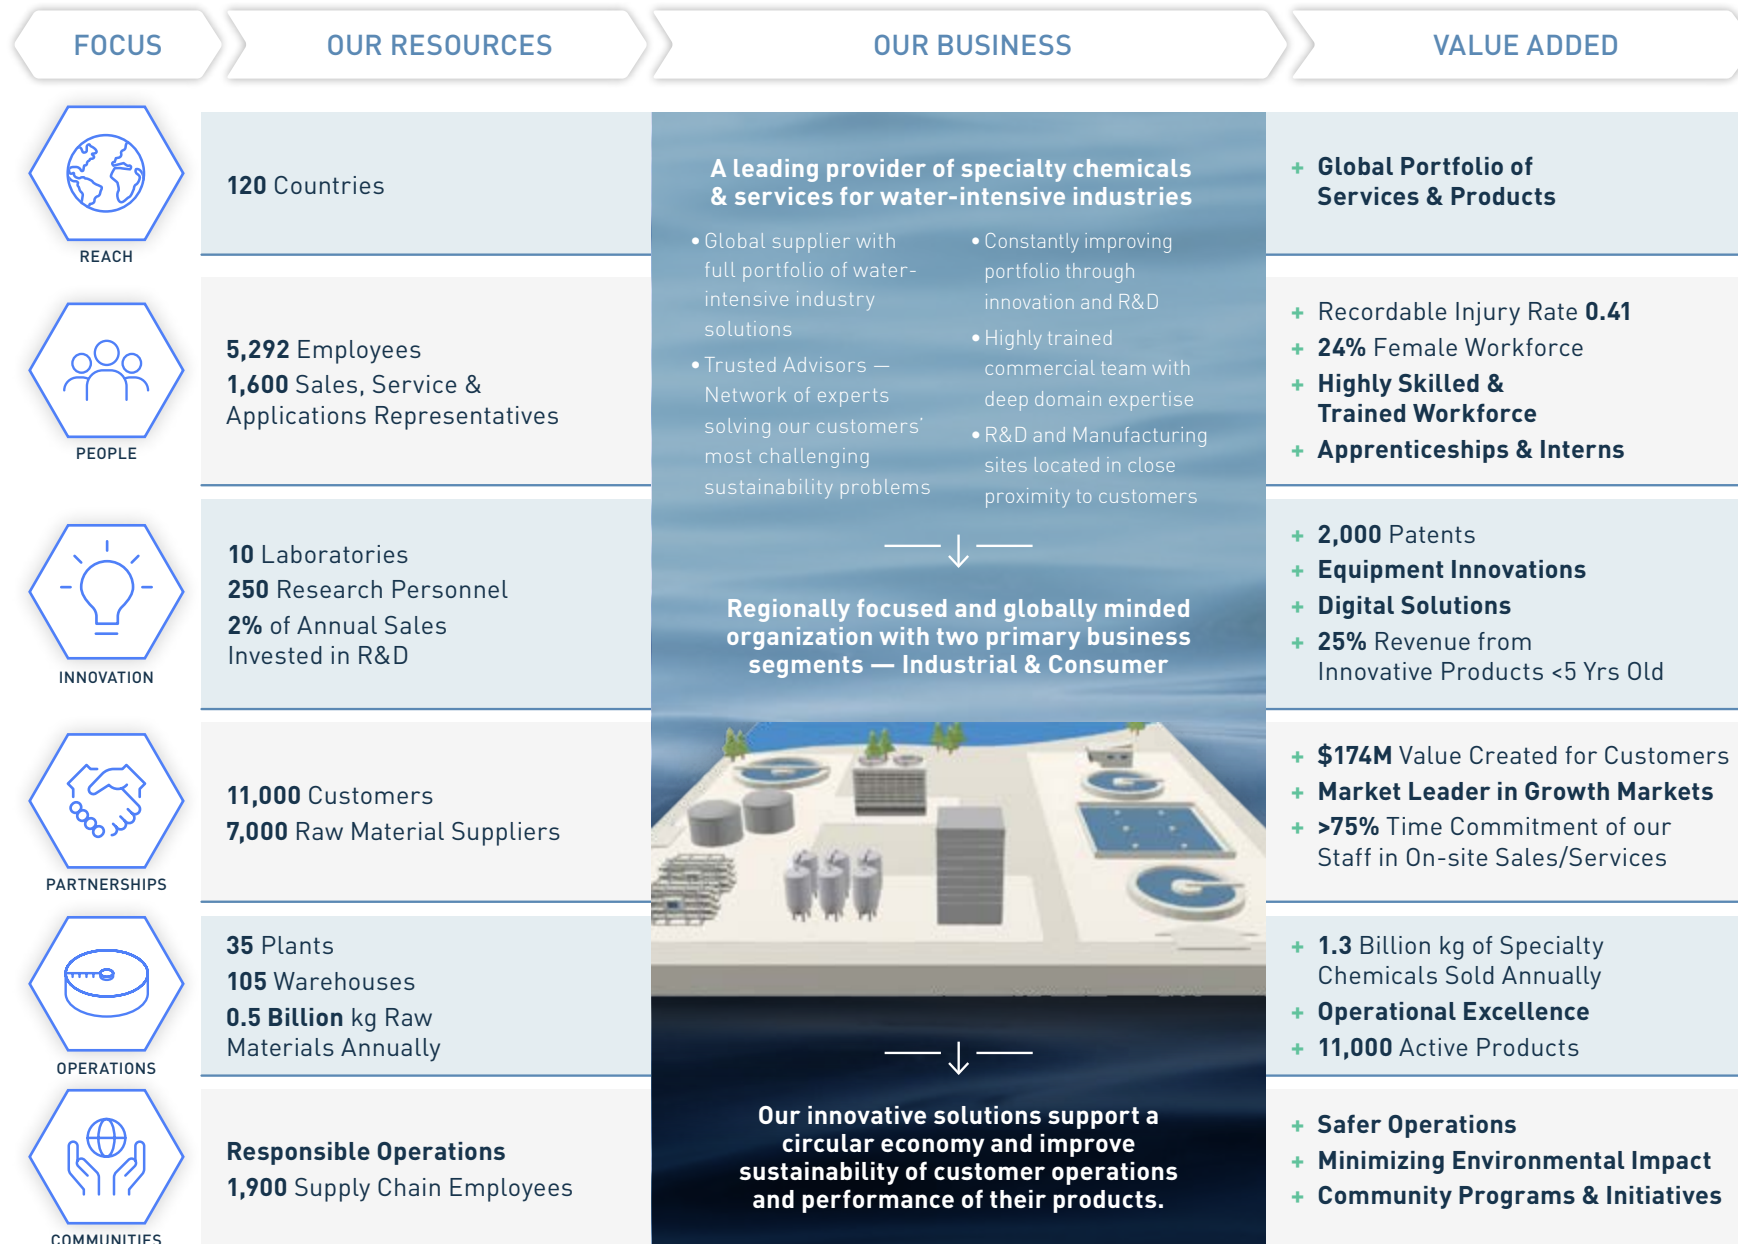 FOCUS
OUR RESOURCES
OUR BUSINESS
VALUE ADDED
REACH
120 Countries
A leading provider of specialty chemicals
& services for water-intensive industries
• Global supplier with
full portfolio of water-
intensive industry
solutions
• Trusted Advisors —
Network of experts
solving our customers'
most challenging
sustainability problems
• Constantly improving
portfolio through
innovation and R&D
• Highly trained
commercial team with
deep domain expertise
• R&D and Manufacturing
sites located in close
proximity to customers
Regionally focused and globally minded
organization with two primary business
segments — Industrial & Consumer
Our innovative solutions support a
circular economy and improve
sustainability of customer operations
and performance of their products.
+ Global Portfolio of
Services & Products
PEOPLE
5,292 Employees
1,600 Sales, Service &
Applications Representatives
+ Recordable Injury Rate 0.41
+ 24% Female Workforce
+ Highly Skilled &
Trained Workforce
+ Apprenticeships & Interns
INNOVATION
10 Laboratories
250 Research Personnel
2% of Annual Sales
Invested in R&D
+ 2,000 Patents
+ Equipment Innovations
+ Digital Solutions
+ 25% Revenue from
Innovative Products <5 Yrs Old
PARTNERSHIPS
11,000 Customers
7,000 Raw Material Suppliers
+ $174M Value Created for Customers
+ Market Leader in Growth Markets
+ >75% Time Commitment of our
Staff in On-site Sales/Services
OPERATIONS
35 Plants
105 Warehouses
0.5 Billion kg Raw
Materials Annually
+ 1.3 Billion kg of Specialty
Chemicals Sold Annually
+ Operational Excellence
+ 11,000 Active Products
COMMUNITIES
Responsible Operations
1,900 Supply Chain Employees
+ Safer Operations
+ Minimizing Environmental Impact
+ Community Programs & Initiatives